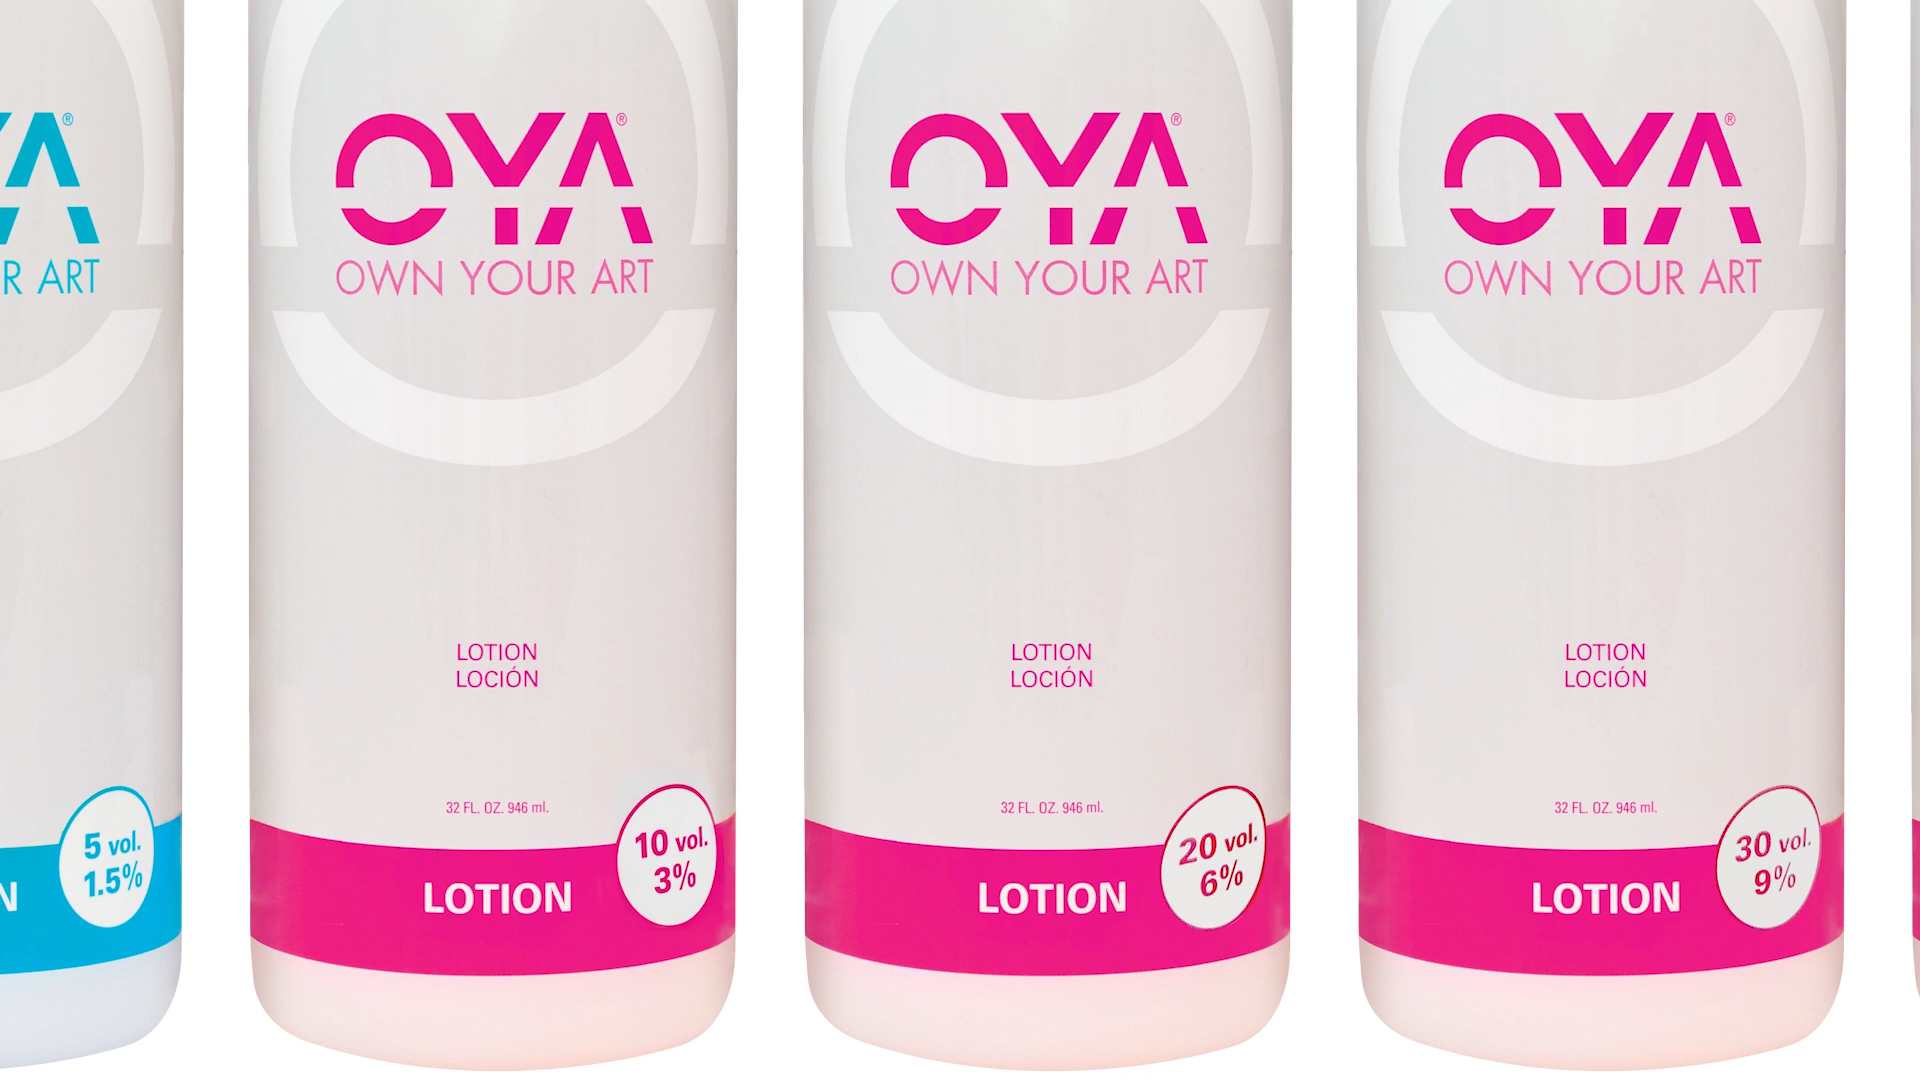 YA®
R ART
5 vol.
1.5%
N
OYA®
OWN YOUR ART
LOTION
LOCIÓN
32 FL. OZ. 946 ml.
10 vol.
3%
LOTION
OYA®
OWN YOUR ART
LOTION
LOCIÓN
32 FL. OZ. 946 ml.
20 vol.
6%
LOTION
OYA®
OWN YOUR ART
LOTION
LOCIÓN
32 FL. OZ. 946 ml.
30 vol.
9%
LOTION